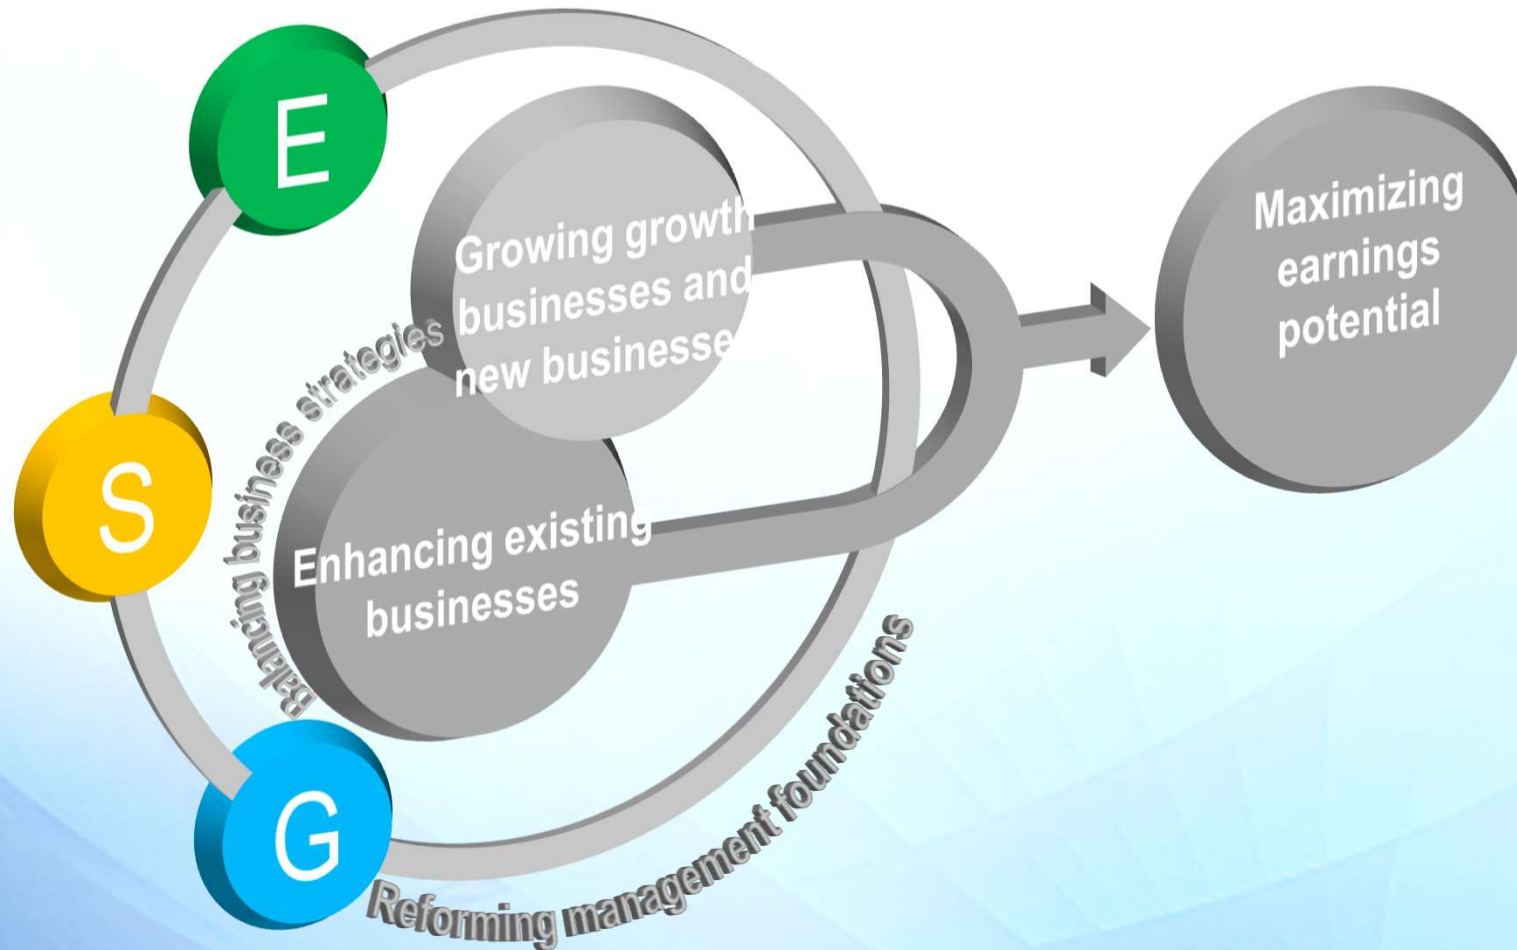 E
S
G
Growing growth
businesses and
new businesse
Balancing business strategies
Enhancing existing
businesses
Reforming management foundations
Maximizing
earnings
potential